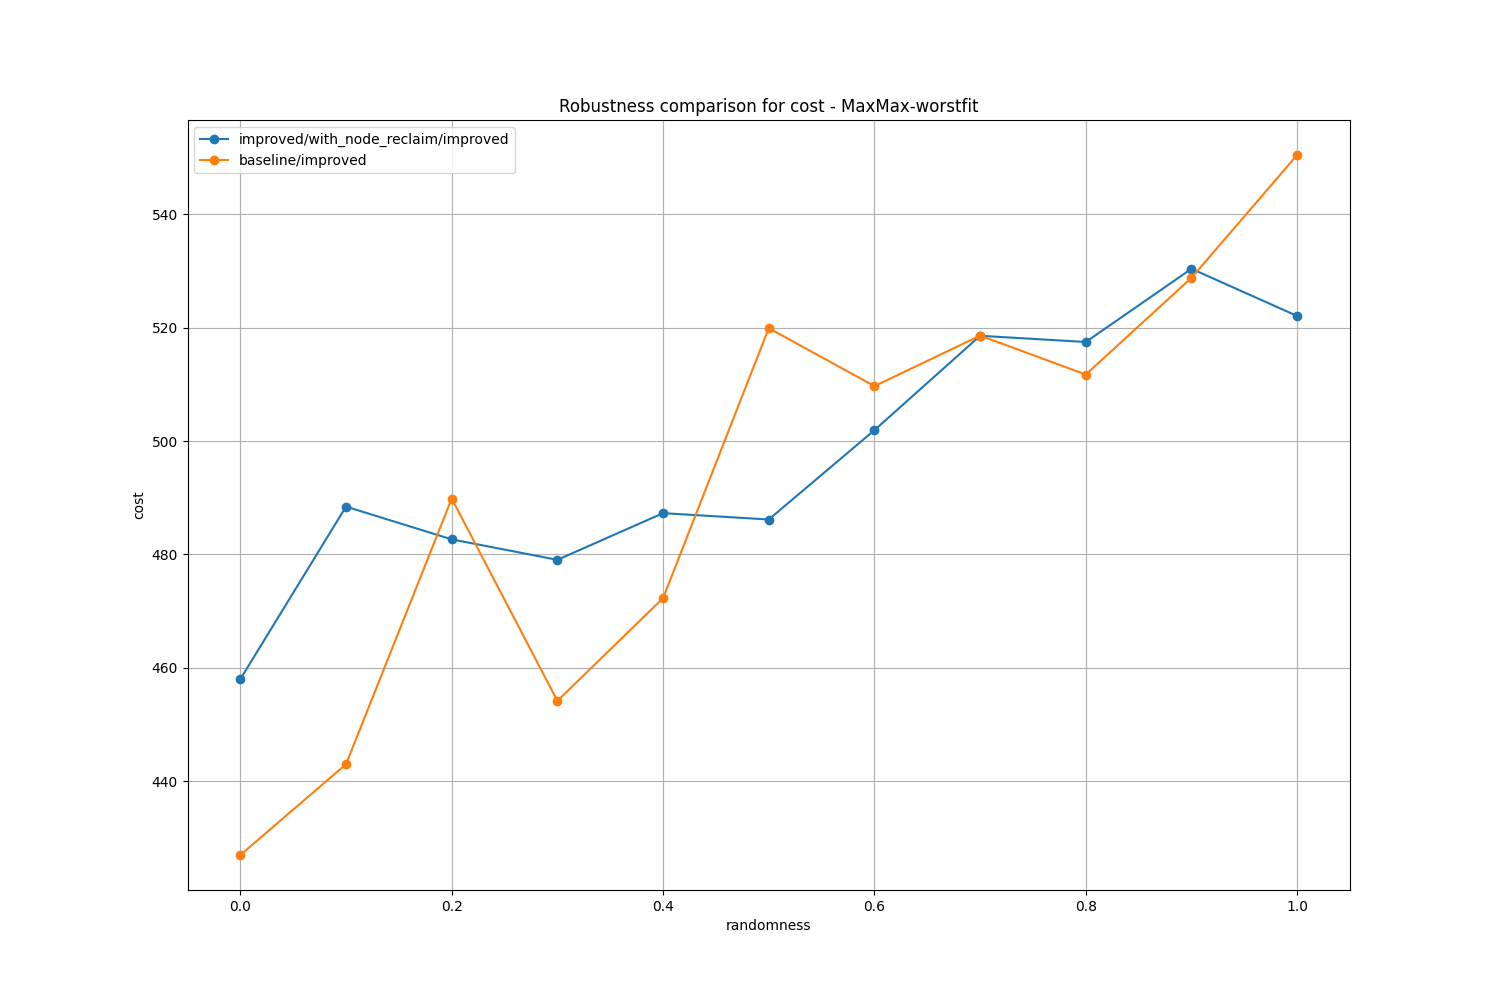 Robustness comparison for cost - MaxMax-worstfit
improved/with_node_reclaim/improved
baseline/improved
540
520
500
480
460
440
cost
0.0 0.2 0.4 0.6 0.8 1.0
randomness